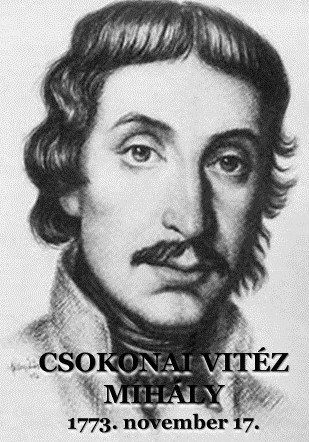 CSOKONAI VITÉZ
MIHÁLY
1773. november 17.